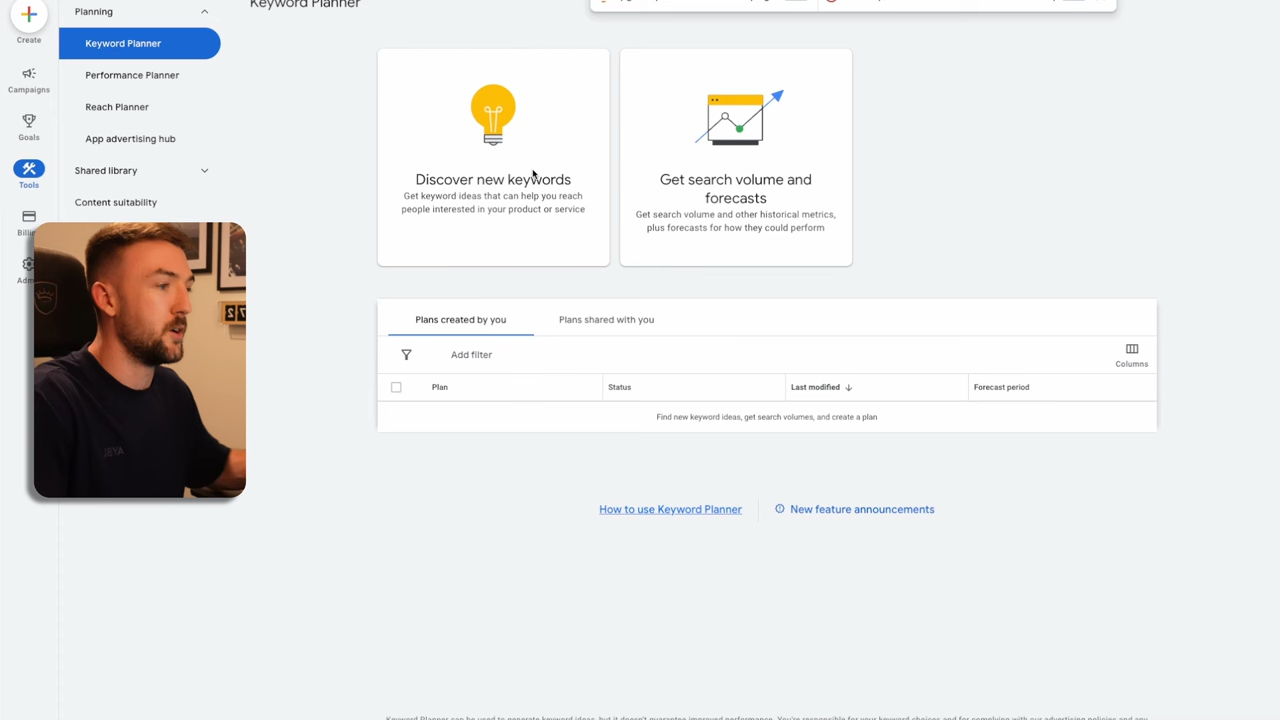 Keyword Planner
Create
Campaigns
Goals
Tools
Planning
Keyword Planner
Performance Planner
Reach Planner
App advertising hub
Shared library
Content suitability
Discover new keywords
Get keyword ideas that can help you reach
people interested in your product or service
Get search volume and
forecasts
Get search volume and other historical metrics,
plus forecasts for how they could perform
Plans created by you
Plans shared with you
Add filter
Columns
Plan
Status
Last modified
Forecast period
Find new keyword ideas, get search volumes, and create a plan
How to use Keyword Planner
New feature announcements